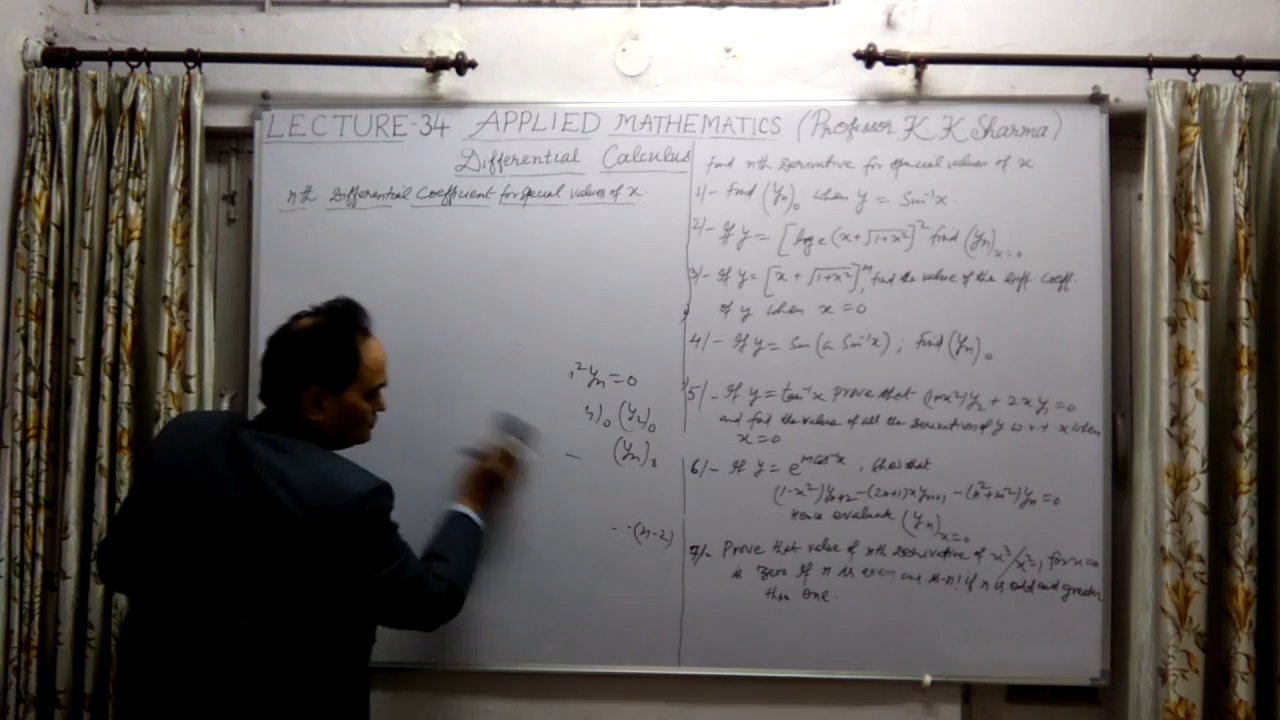 LECTURE-34 APPLIED MATHEMATICS (Professor K. K. Sharma)
Differential Calculus
nth Differential Coefficient for special values of x.
²yₙ=0
)₀ (y₂)₀
— (yₙ)₀
--(n-2)
find nth derivative for special values of x
1/- Find (yₙ)₀ when y = Sin⁻¹x.
2/- If y = [log e (x+√1+x²)]² find (yₙ)ₓ₌₀
3/- If y = [x + √1+x²]ᵐ, find the value of the diff. coeff.
of y when x = 0
4/- If y = Sin (a Sin⁻¹x) ; find (yₙ)₀
5/- If y = tan⁻¹x prove that (1+x²)y₂ + 2xy₁=0
and find the value of all the derivatives of y w.r.t x when
x=0
6/- If y = e^(m cos⁻¹x), show that
(1-x²)yₙ₊₂-(2n+1)xyₙ₊₁-(n²+m²)yₙ=0
Hence evaluate (yₙ)ₓ₌₀
7/- Prove that value of nth derivative of x³/x²-1 for x=0
is zero if n is even and is -n! if n is odd and greater
than one.